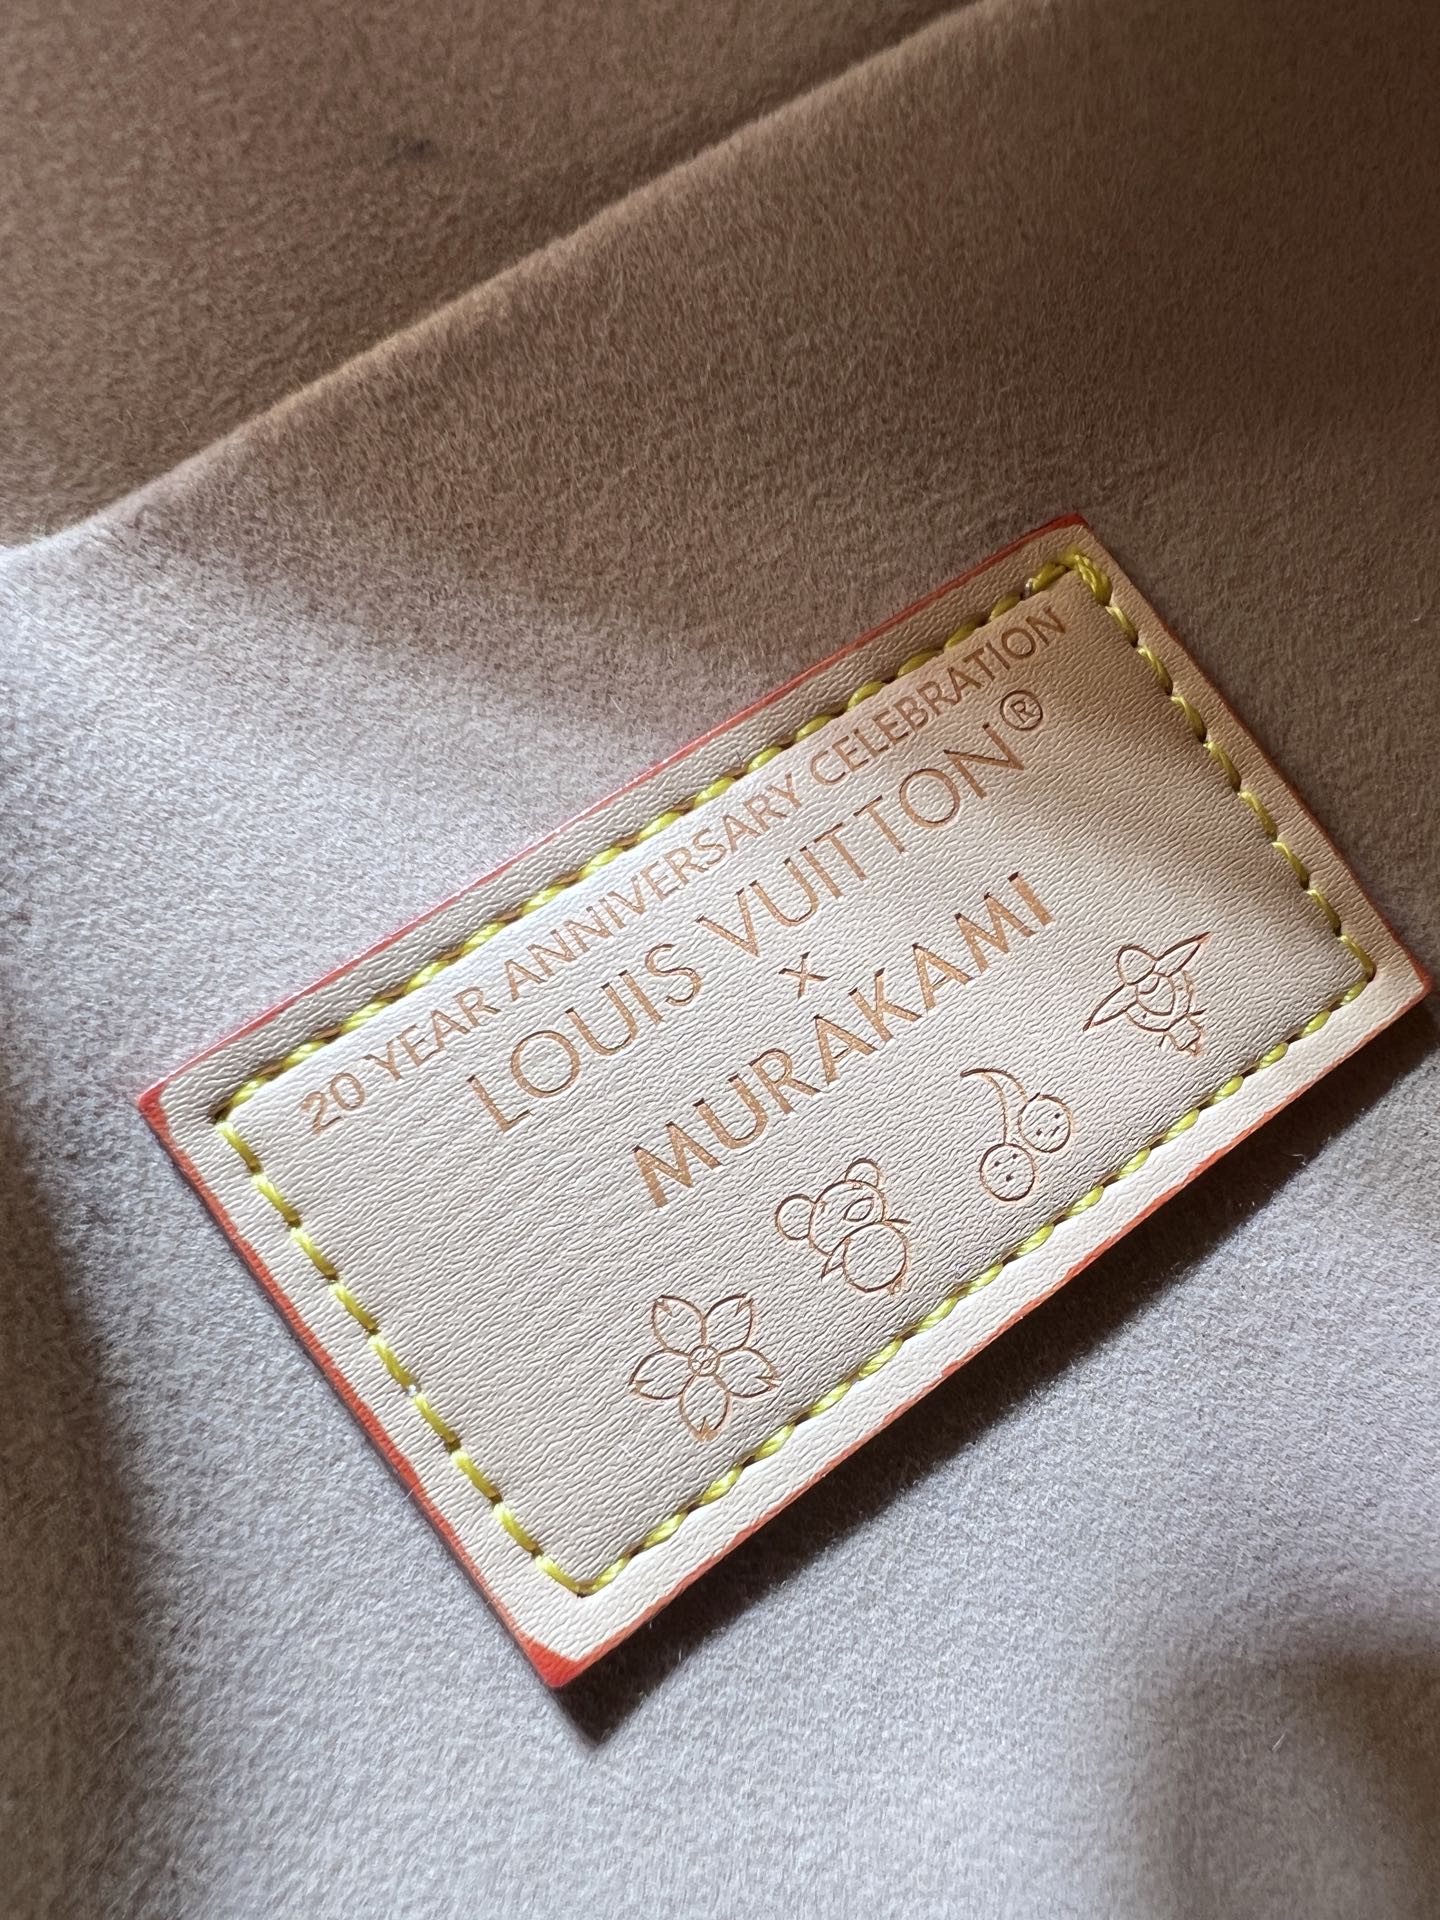 20 YEAR ANNIVERSARY CELEBRATION
LOUIS VUITTON®
x
MURAKAMI